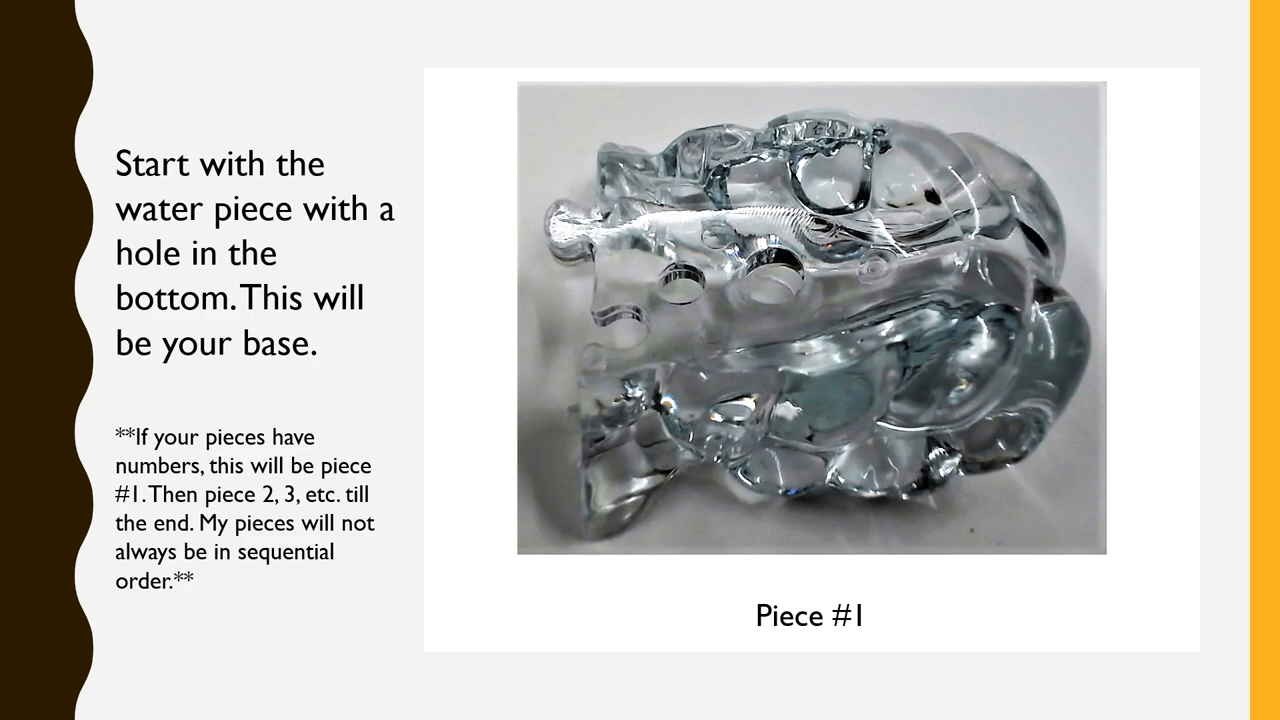 Start with the
water piece with a
hole in the
bottom. This will
be your base.
**If your pieces have
numbers, this will be piece
#1. Then piece 2, 3, etc. till
the end. My pieces will not
always be in sequential
order.**
Piece #1